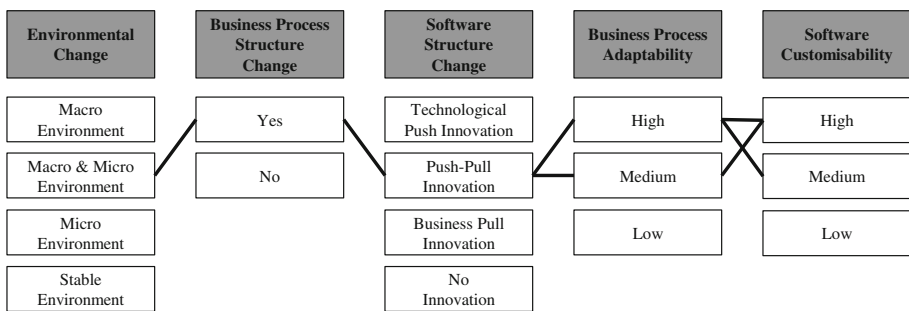 Environmental
Change
Business Process
Structure
Change
Software
Structure
Change
Business Process
Adaptability
Software
Customisability
Macro
Environment
Yes
Technological
Push Innovation
High
High
Macro & Micro
Environment
No
Push-Pull
Innovation
Medium
Medium
Micro
Environment
Business Pull
Innovation
Low
Low
Stable
Environment
No
Innovation